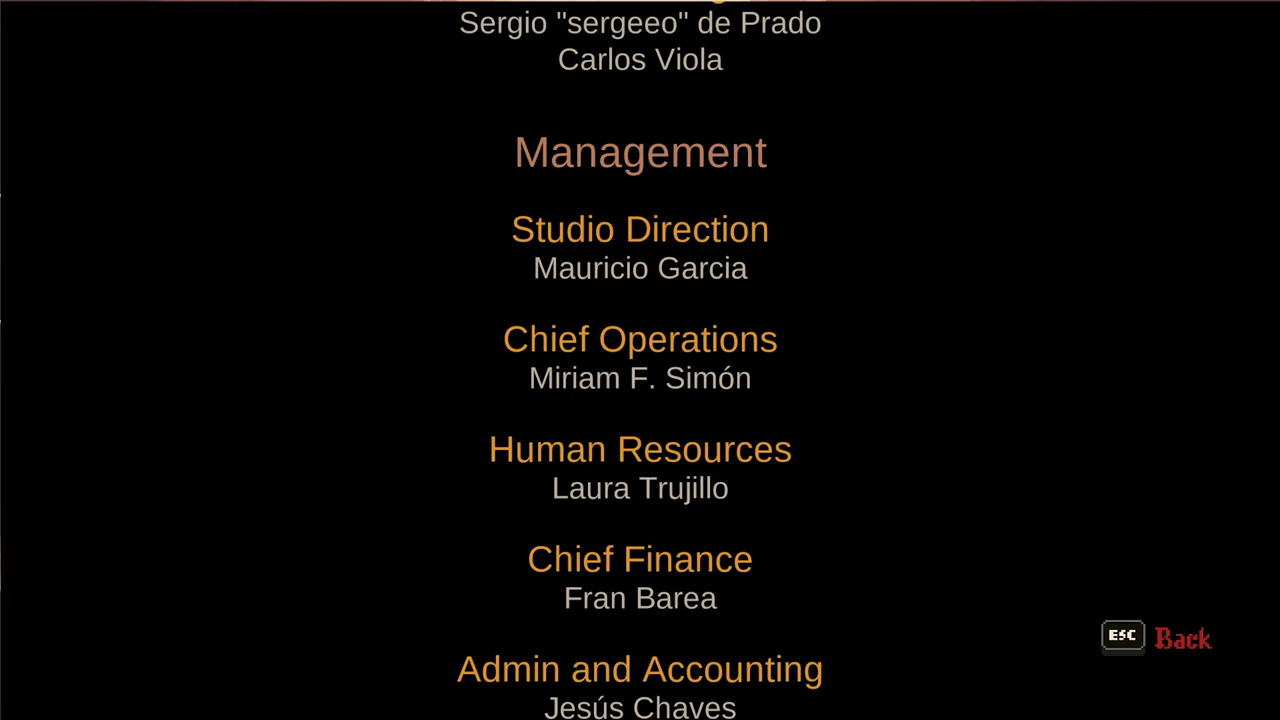 Sergio "sergeeo" de Prado
Carlos Viola
Management
Studio Direction
Mauricio Garcia
Chief Operations
Miriam F. Simón
Human Resources
Laura Trujillo
Chief Finance
Fran Barea
ESC Back
Admin and Accounting
Jesús Chaves